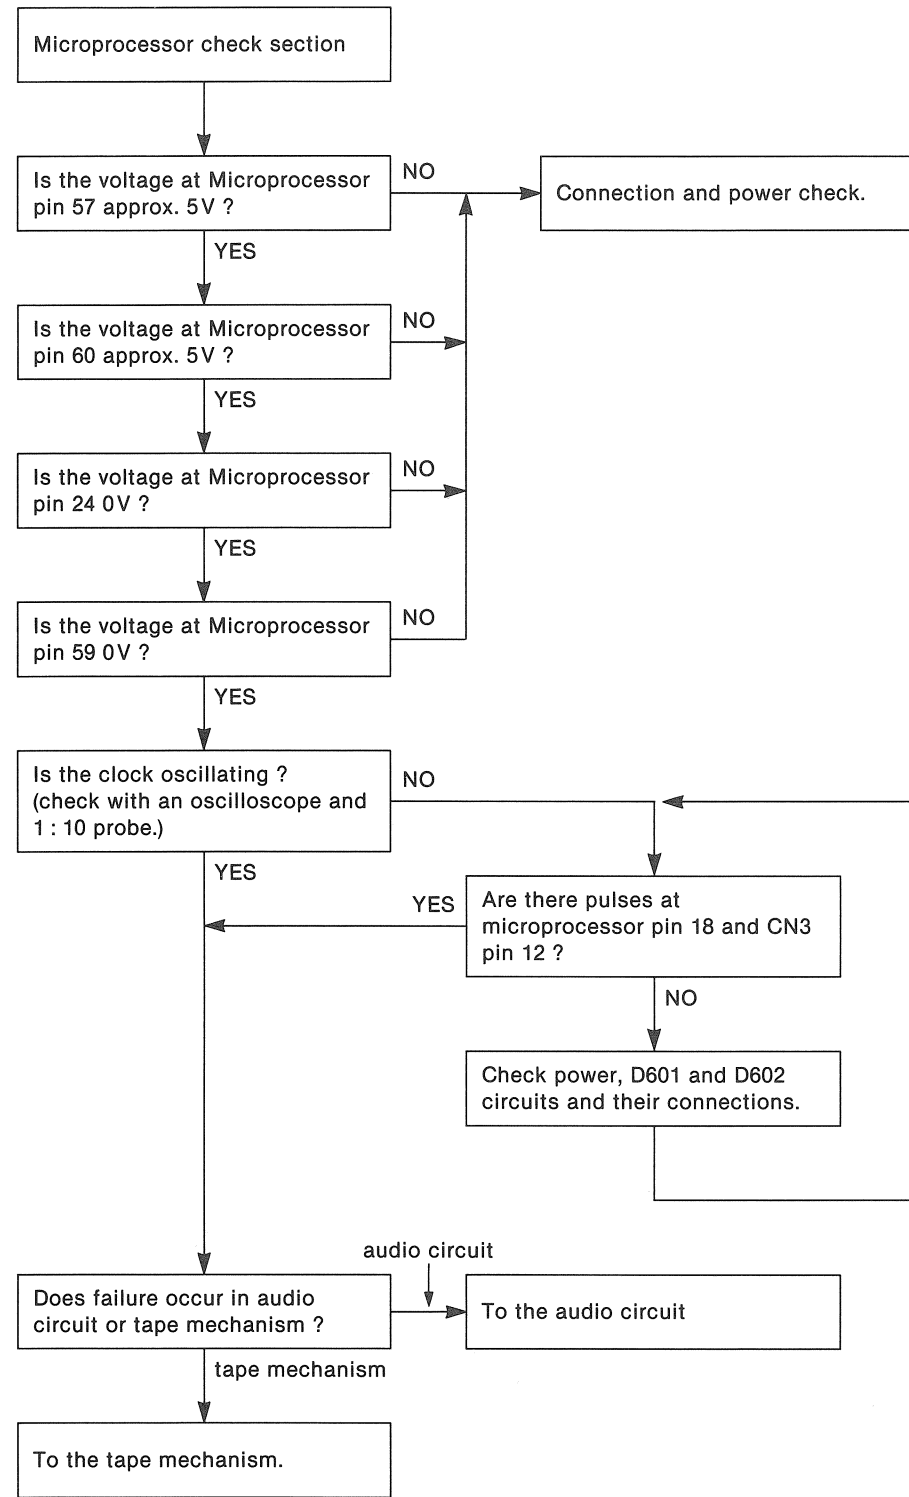 Microprocessor check section
Is the voltage at Microprocessor
pin 57 approx. 5V ?
NO
Connection and power check.
YES
Is the voltage at Microprocessor
pin 60 approx. 5V ?
NO
YES
Is the voltage at Microprocessor
pin 24 0V ?
NO
YES
Is the voltage at Microprocessor
pin 59 0V ?
NO
YES
Is the clock oscillating ?
(check with an oscilloscope and
1 : 10 probe.)
NO
YES
Are there pulses at
microprocessor pin 18 and CN3
pin 12 ?
YES
NO
Check power, D601 and D602
circuits and their connections.
audio circuit
Does failure occur in audio
circuit or tape mechanism ?
To the audio circuit
tape mechanism
To the tape mechanism.